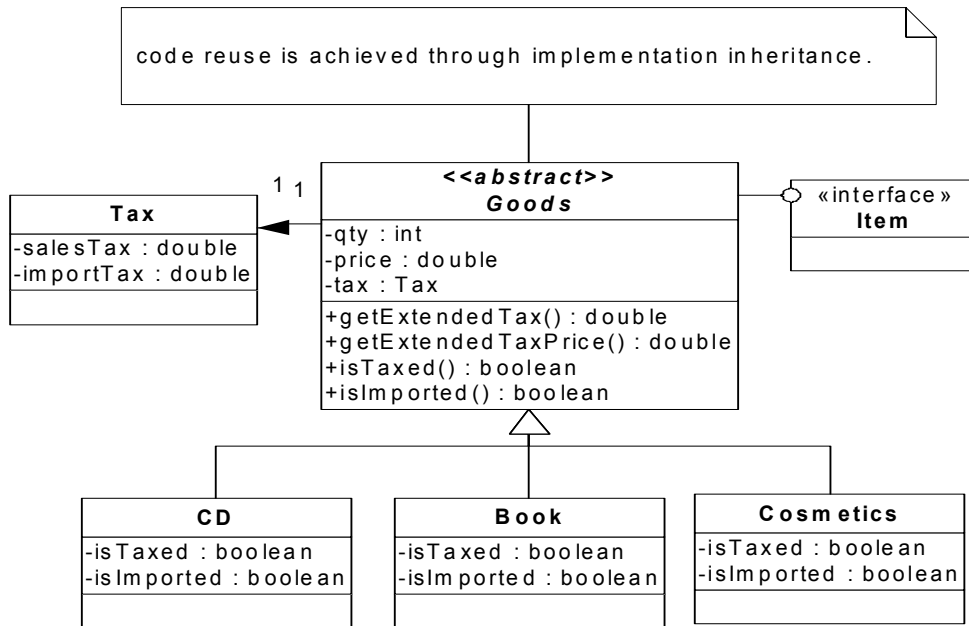 code reuse is achieved through implementation inheritance.
<<abstract>>
Goods
-qty : int
-price : double
-tax : Tax
+getExtendedTax() : double
+getExtendedTaxPrice() : double
+isTaxed() : boolean
+isImported() : boolean
1 1
Tax
-salesTax : double
-importTax : double
«interface»
Item
CD
-isTaxed : boolean
-isImported : boolean
Book
-isTaxed : boolean
-isImported : boolean
Cosmetics
-isTaxed : boolean
-isImported : boolean